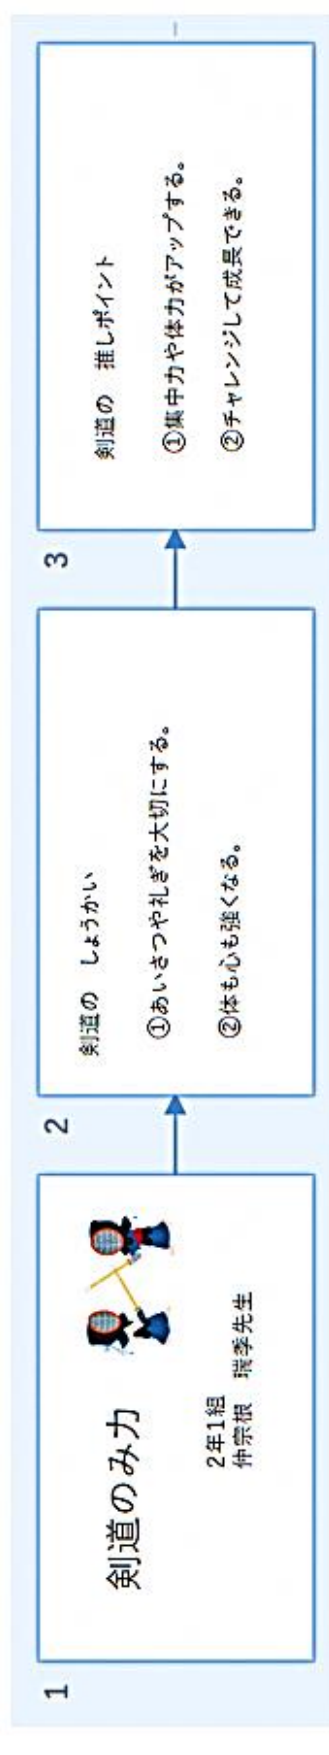 1
剣道のみ力
2年1組
仲宗根　瑞季先生
2
剣道の　しょうかい
①あいさつや礼ぎを大切にする。
②体も心も強くなる。
3
剣道の　推しポイント
①集中力や体力がアップする。
②チャレンジして成長できる。